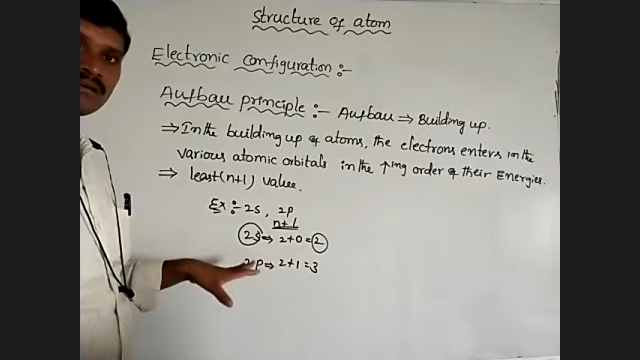 Structure of atom
Electronic configuration :-
Aufbau principle :- Aufbau ⇒ Building up.
⇒ In the building up of atoms, the electrons enters in the
various atomic orbitals in the ↑ing order of their Energies.
⇒ least (n+l) value.
Ex :- 2s, 2p
n+l
2s ⇒ 2+0=2
2p ⇒ 2+1=3